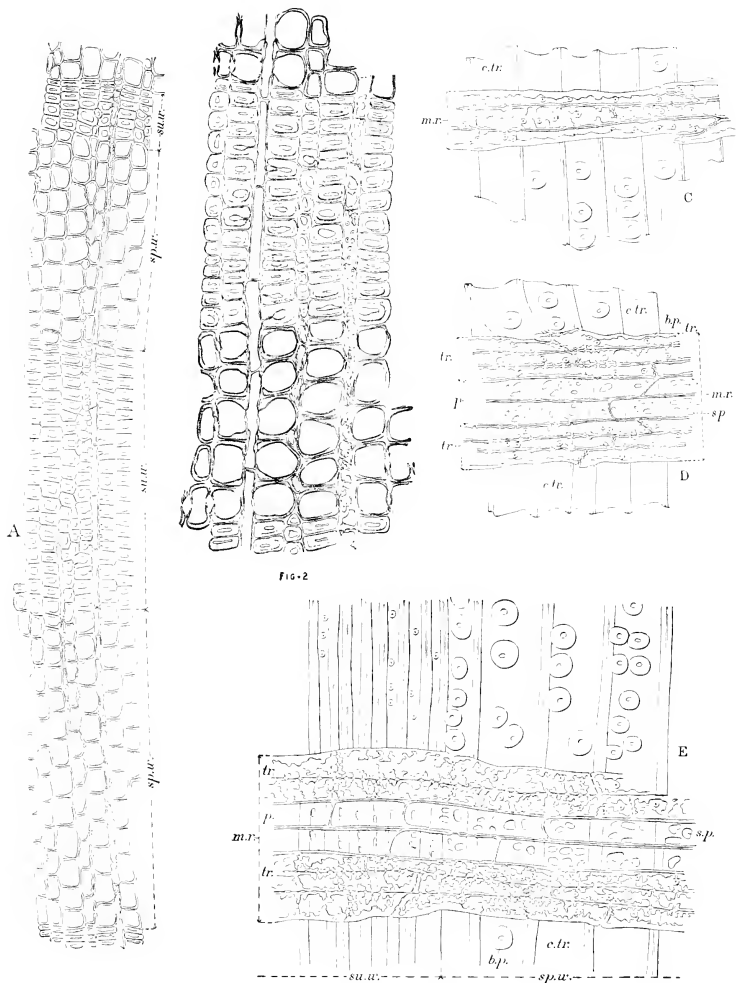 su.w.
sp.w.
su.w.
A
sp.w.
FIG-2
c.tr.
m.r.
C
c.tr.
b.p.
tr.
tr.
m.r.
p
sp
tr.
D
c.tr.
E
tr.
p.
s.p.
m.r.
tr.
c.tr.
b.p.
su.w.
sp.w.